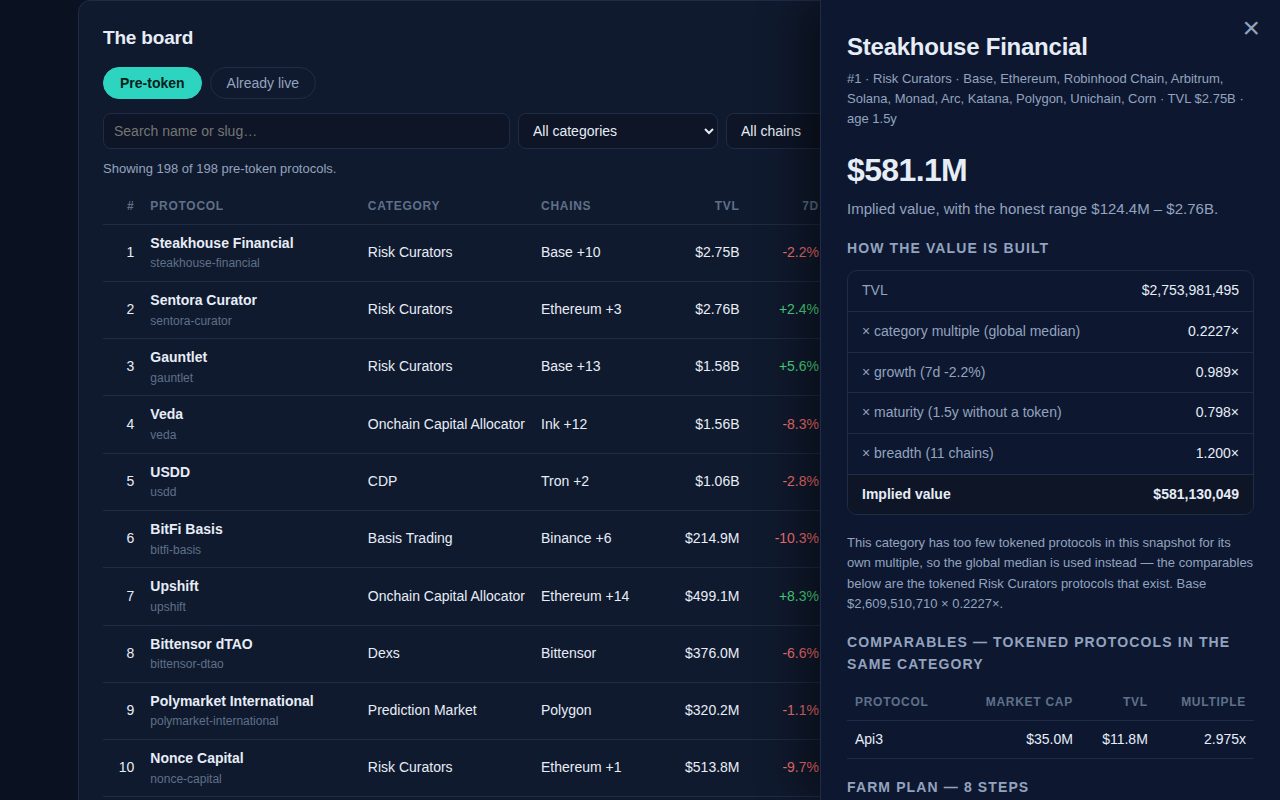 The board
Pre-token
Already live
Search name or slug…
All categories
All chains
Showing 198 of 198 pre-token protocols.
# PROTOCOL CATEGORY CHAINS TVL 7D
1 Steakhouse Financial Risk Curators Base +10 $2.75B -2.2%
steakhouse-financial
2 Sentora Curator Risk Curators Ethereum +3 $2.76B +2.4%
sentora-curator
3 Gauntlet Risk Curators Base +13 $1.58B +5.6%
gauntlet
4 Veda Onchain Capital Allocator Ink +12 $1.56B -8.3%
veda
5 USDD CDP Tron +2 $1.06B -2.8%
usdd
6 BitFi Basis Basis Trading Binance +6 $214.9M -10.3%
bitfi-basis
7 Upshift Onchain Capital Allocator Ethereum +14 $499.1M +8.3%
upshift
8 Bittensor dTAO Dexs Bittensor $376.0M -6.6%
bittensor-dtao
9 Polymarket International Prediction Market Polygon $320.2M -1.1%
polymarket-international
10 Nonce Capital Risk Curators Ethereum +1 $513.8M -9.7%
nonce-capital
✕
Steakhouse Financial
#1 · Risk Curators · Base, Ethereum, Robinhood Chain, Arbitrum,
Solana, Monad, Arc, Katana, Polygon, Unichain, Corn · TVL $2.75B ·
age 1.5y
$581.1M
Implied value, with the honest range $124.4M – $2.76B.
HOW THE VALUE IS BUILT
TVL $2,753,981,495
× category multiple (global median) 0.2227×
× growth (7d -2.2%) 0.989×
× maturity (1.5y without a token) 0.798×
× breadth (11 chains) 1.200×
Implied value $581,130,049
This category has too few tokened protocols in this snapshot for its
own multiple, so the global median is used instead — the comparables
below are the tokened Risk Curators protocols that exist. Base
$2,609,510,710 × 0.2227×.
COMPARABLES — TOKENED PROTOCOLS IN THE
SAME CATEGORY
PROTOCOL MARKET CAP TVL MULTIPLE
Api3 $35.0M $11.8M 2.975x
FARM PLAN — 8 STEPS